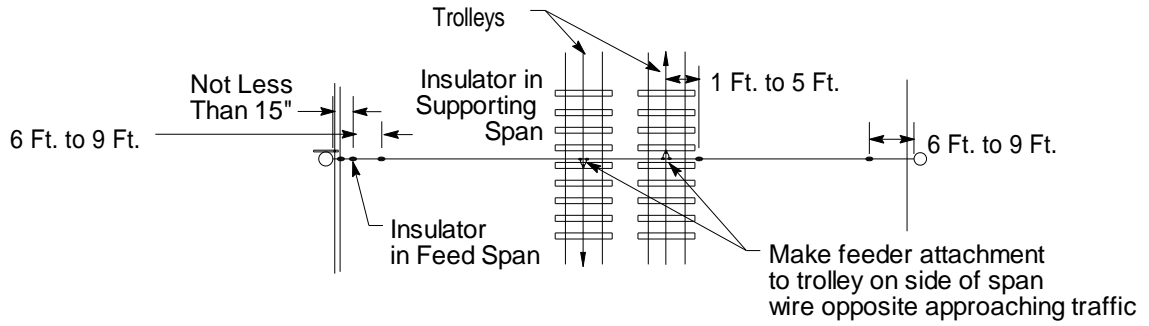 Trolleys
Not Less
Than 15"
Insulator in
Supporting
Span
1 Ft. to 5 Ft.
6 Ft. to 9 Ft.
6 Ft. to 9 Ft.
Insulator
in Feed Span
Make feeder attachment
to trolley on side of span
wire opposite approaching traffic